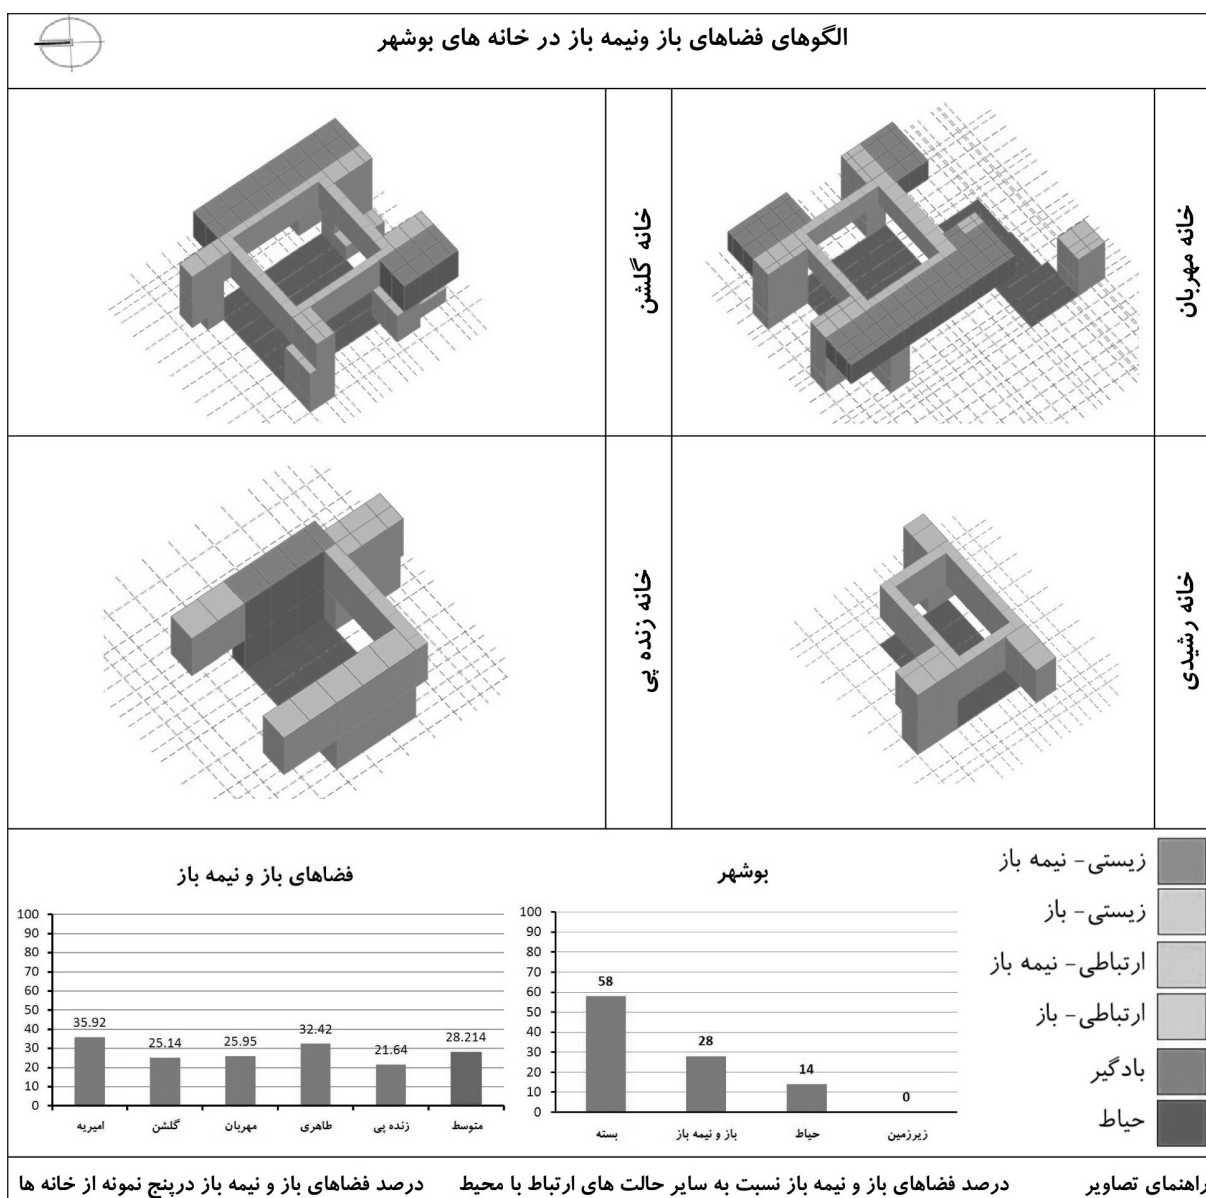 الگوهای فضاهای باز ونیمه باز در خانه های بوشهر
خانه مهربان
خانه گلشن
خانه رشیدی
خانه زنده پی
زیستی- نیمه باز
زیستی- باز
ارتباطی- نیمه باز
ارتباطی- باز
بادگیر
حیاط
بوشهر
100
90
80
70
60
50
40
30
20
10
0
58
28
14
0
بسته
باز و نیمه باز
حیاط
زیرزمین
فضاهای باز و نیمه باز
100
90
80
70
60
50
40
30
20
10
0
35.92
25.14
25.95
32.42
21.64
28.214
امیریه
گلشن
مهربان
طاهری
زنده پی
متوسط
راهنمای تصاویر
درصد فضاهای باز و نیمه باز نسبت به سایر حالت های ارتباط با محیط
درصد فضاهای باز و نیمه باز درپنج نمونه از خانه ها